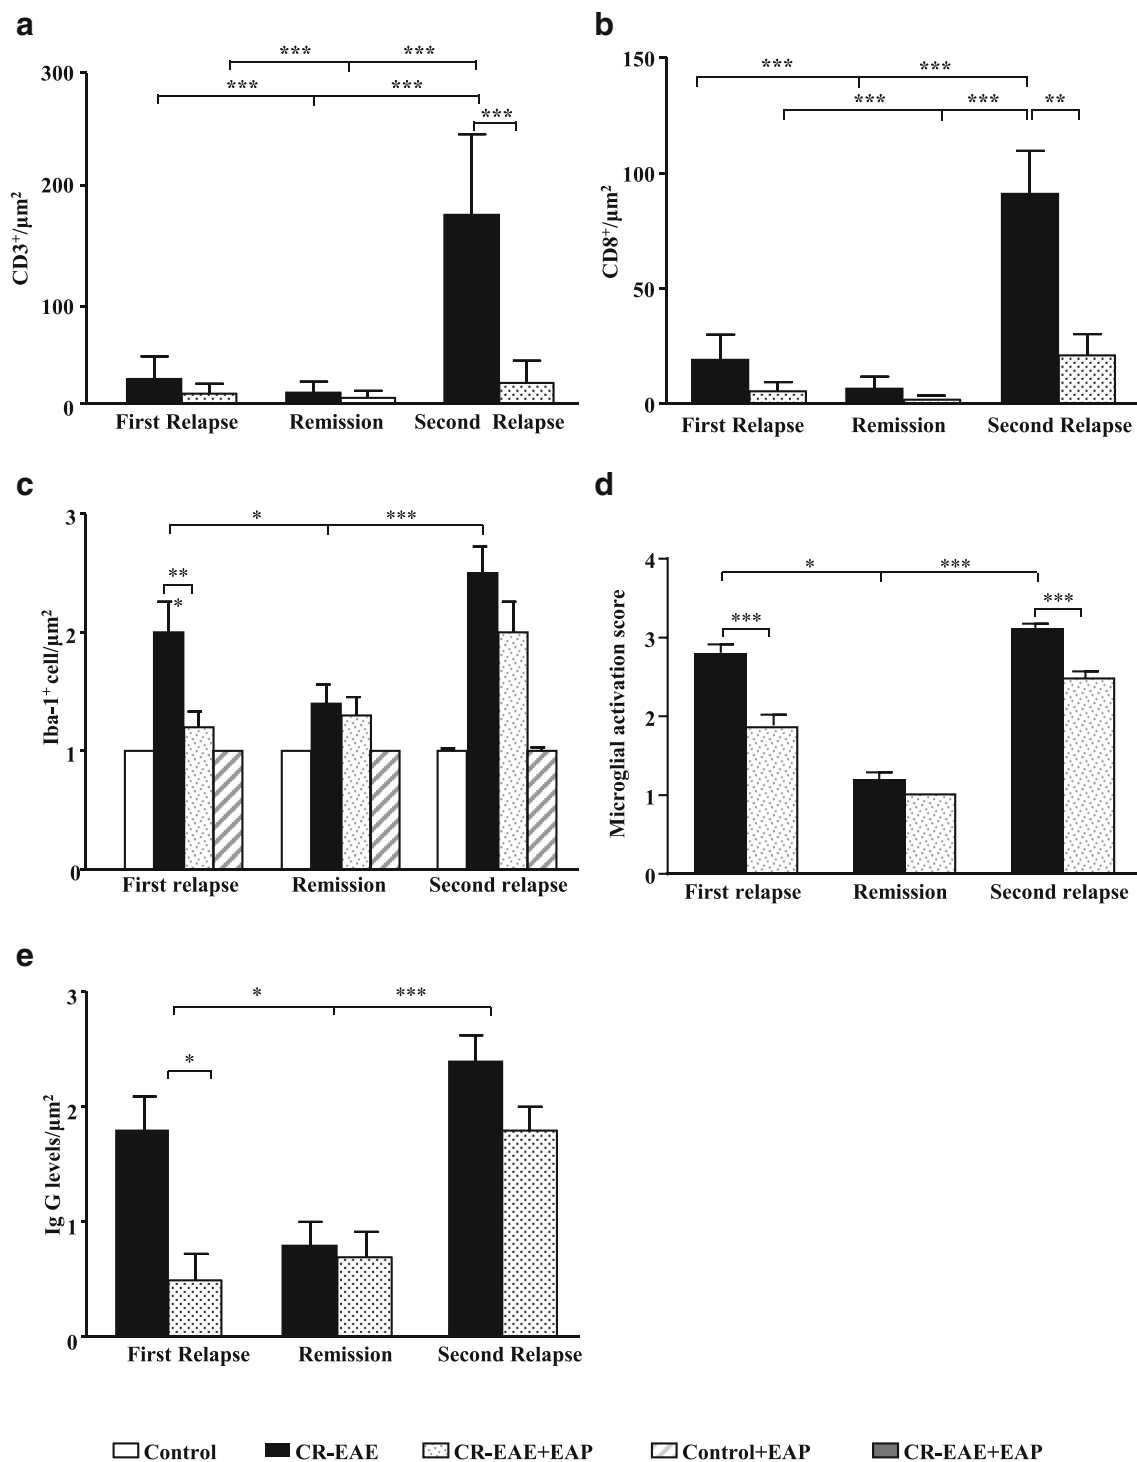 a
*** ***
*** ***
***
300
200
100
0
CD3+/µm2
First Relapse Remission Second Relapse
b
*** ***
*** *** **
150
100
50
0
CD8+/µm2
First Relapse Remission Second Relapse
c
* ***
**
*
3
2
1
0
Iba-1+ cell/µm2
First relapse Remission Second relapse
d
* ***
*** ***
4
3
2
1
0
Microglial activation score
First relapse Remission Second relapse
e
* ***
*
3
2
1
0
Ig G levels/µm2
First Relapse Remission Second Relapse
Control CR-EAE CR-EAE+EAP Control+EAP CR-EAE+EAP